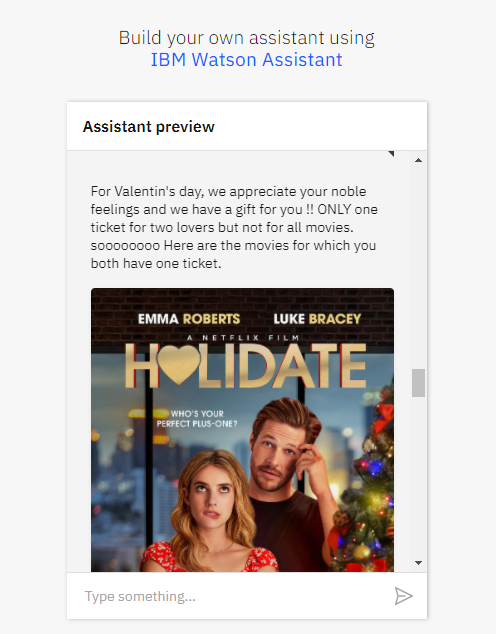 Build your own assistant using
IBM Watson Assistant
Assistant preview
For Valentin's day, we appreciate your noble
feelings and we have a gift for you !! ONLY one
ticket for two lovers but not for all movies.
soooooooo Here are the movies for which you
both have one ticket.
EMMA ROBERTS LUKE BRACEY
A NETFLIX FILM
HOLIDATE
WHO'S YOUR
PERFECT PLUS-ONE?
Type something...